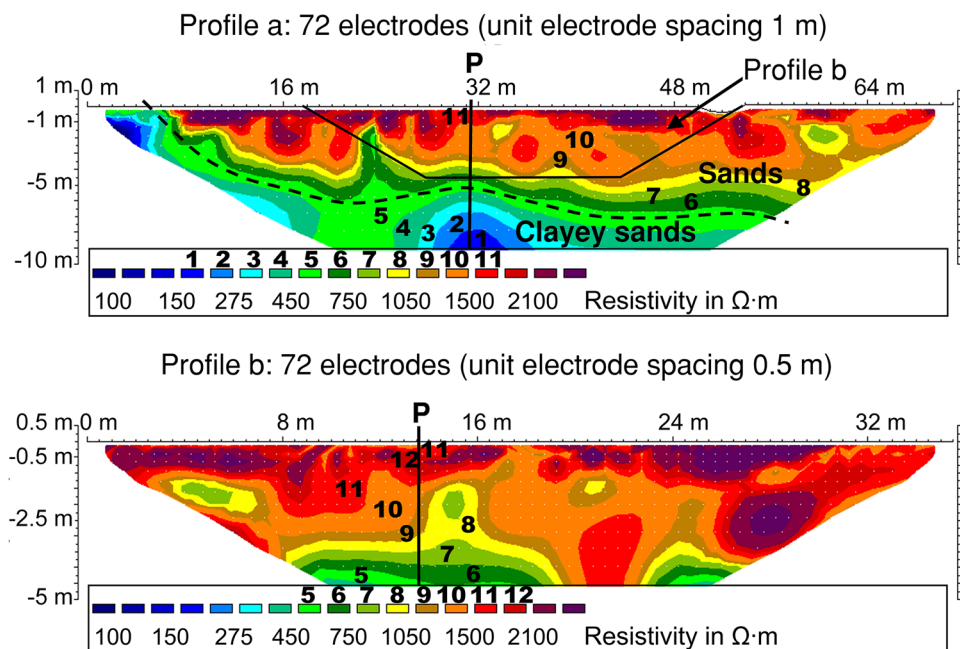 Profile a: 72 electrodes (unit electrode spacing 1 m)
P
Profile b
1 m 0 m 16 m 32 m 48 m 64 m
-1 m
11
10
9
Sands
-5 m
7 6 8
5 4 3 2 1 Clayey sands
-10 m
1 2 3 4 5 6 7 8 9 10 11
100 150 275 450 750 1050 1500 2100 Resistivity in Ω·m
Profile b: 72 electrodes (unit electrode spacing 0.5 m)
P
0.5 m 0 m 8 m 16 m 24 m 32 m
-0.5 m
12 11
11
10
-2.5 m
9 8
7
5 6
-5 m
5 6 7 8 9 10 11 12
100 150 275 450 750 1050 1500 2100 Resistivity in Ω·m